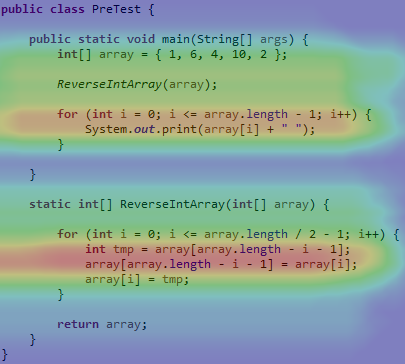 public class PreTest {
public static void main(String[] args) {
int[] array = { 1, 6, 4, 10, 2 };
ReverseIntArray(array);
for (int i = 0; i <= array.length - 1; i++) {
System.out.print(array[i] + " ");
}
}
static int[] ReverseIntArray(int[] array) {
for (int i = 0; i <= array.length / 2 - 1; i++) {
int tmp = array[array.length - i - 1];
array[array.length - i - 1] = array[i];
array[i] = tmp;
}
return array;
}
}